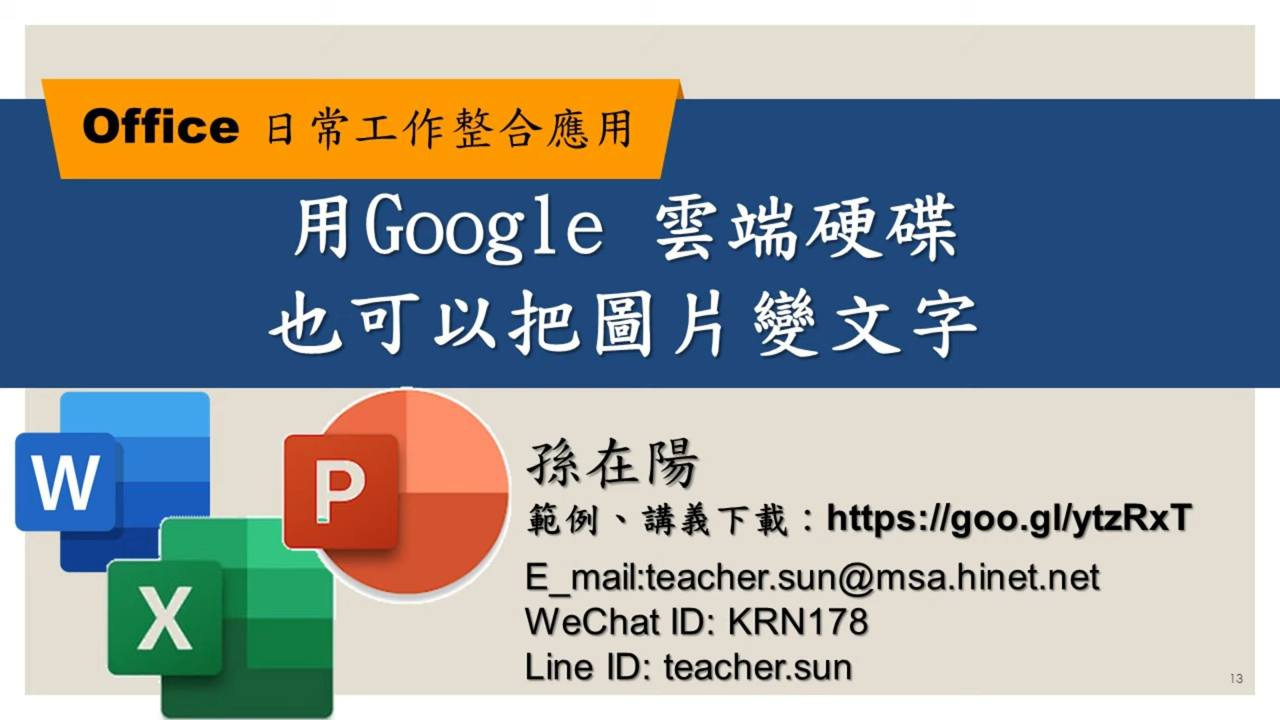 Office 日常工作整合應用
用Google 雲端硬碟
也可以把圖片變文字
W
P
X
孫在陽
範例、講義下載：https://goo.gl/ytzRxT
E_mail:teacher.sun@msa.hinet.net
WeChat ID: KRN178
Line ID: teacher.sun
13